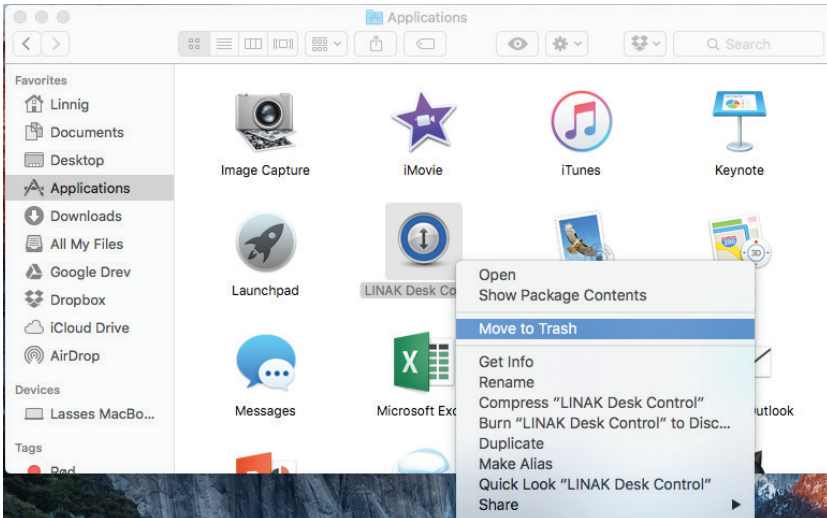 Applications
Search
Favorites
Linnig
Documents
Desktop
Applications
Downloads
All My Files
Google Drev
Dropbox
iCloud Drive
AirDrop
Devices
Lasses MacBo...
Tags
Image Capture
iMovie
iTunes
Keynote
Launchpad
LINAK Desk Co
280
3D
Messages
Microsoft Exc
utlook
Open
Show Package Contents
Move to Trash
Get Info
Rename
Compress “LINAK Desk Control”
Burn “LINAK Desk Control” to Disc...
Duplicate
Make Alias
Quick Look “LINAK Desk Control”
Share